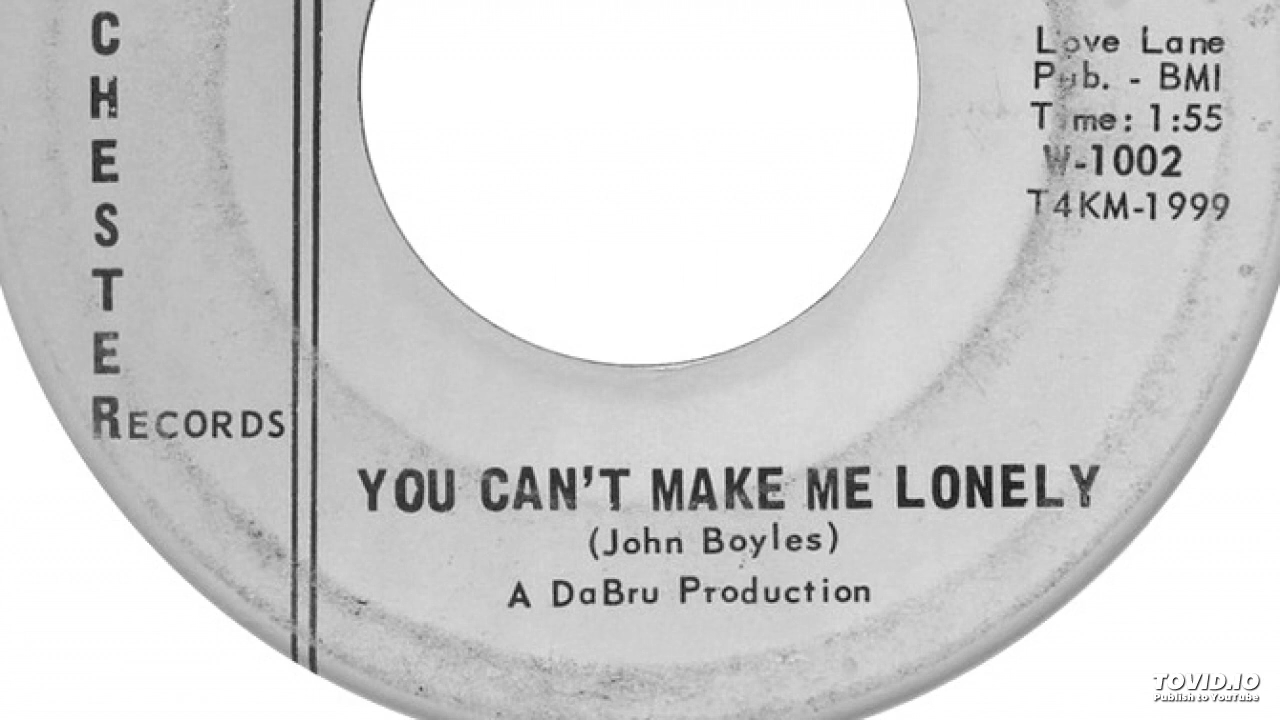 CHESTER
RECORDS
Love Lane
Pub. - BMI
Time: 1:55
W-1002
T4KM-1999
YOU CAN'T MAKE ME LONELY
(John Boyles)
A DaBru Production
TOVID.IO
Publish to YouTube